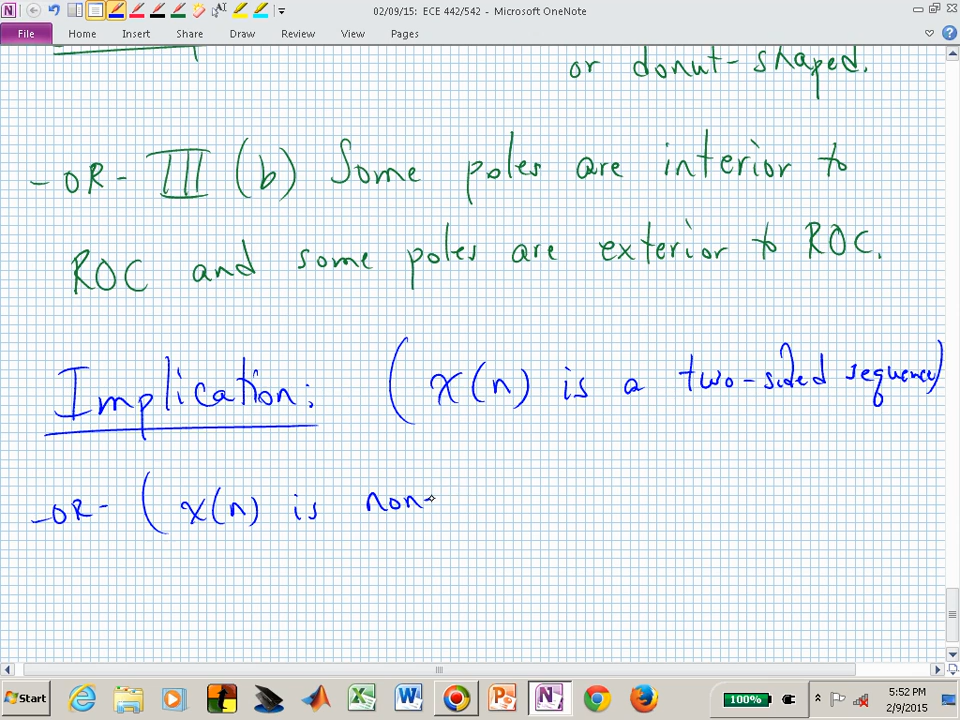 02/09/15: ECE 442/542 - Microsoft OneNote
File Home Insert Share Draw Review View Pages
or donut-shaped.
-OR- III (b) Some poles are interior to
ROC and some poles are exterior to ROC.
Implication: (x(n) is a two-sided sequence)
-OR- (x(n) is non-
Start 100% 5:52 PM
2/9/2015